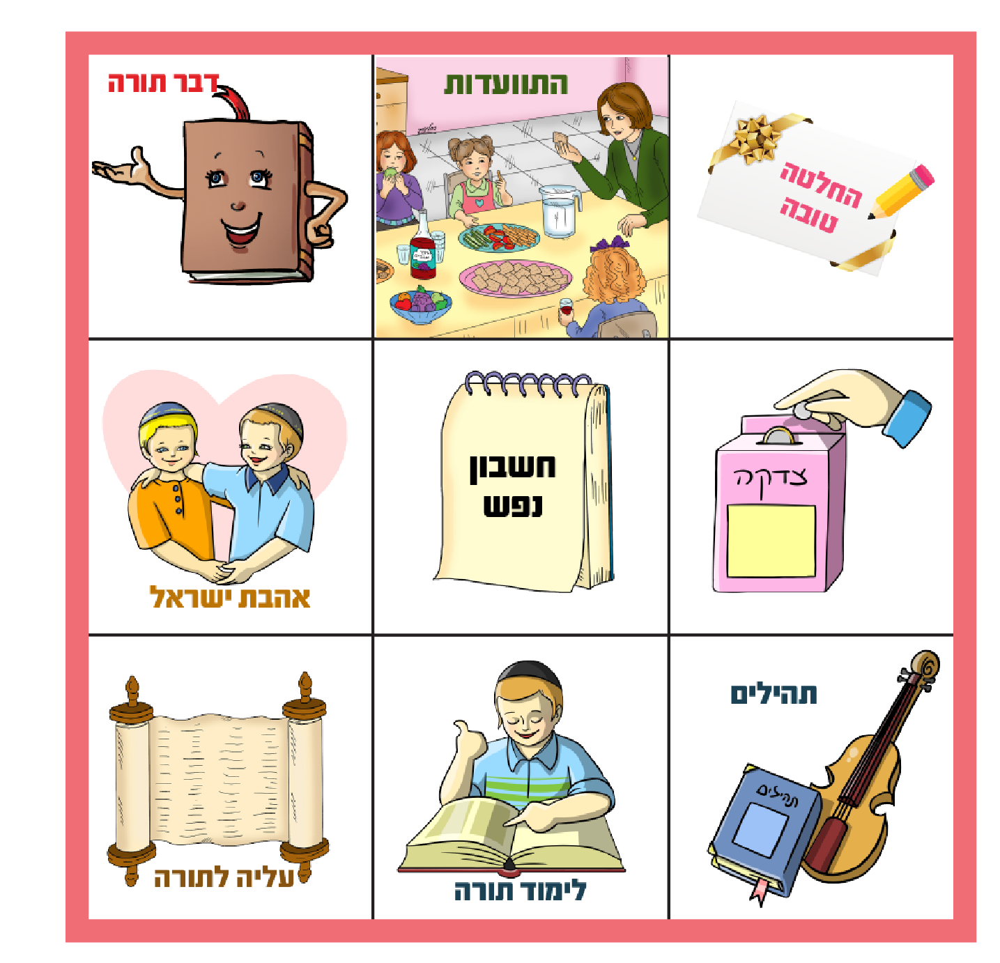 החלטה
טובה
התוועדות
דבר תורה
צדקה
חשבון
נפש
אהבת ישראל
תהילים
תהילים
לימוד תורה
עליה לתורה